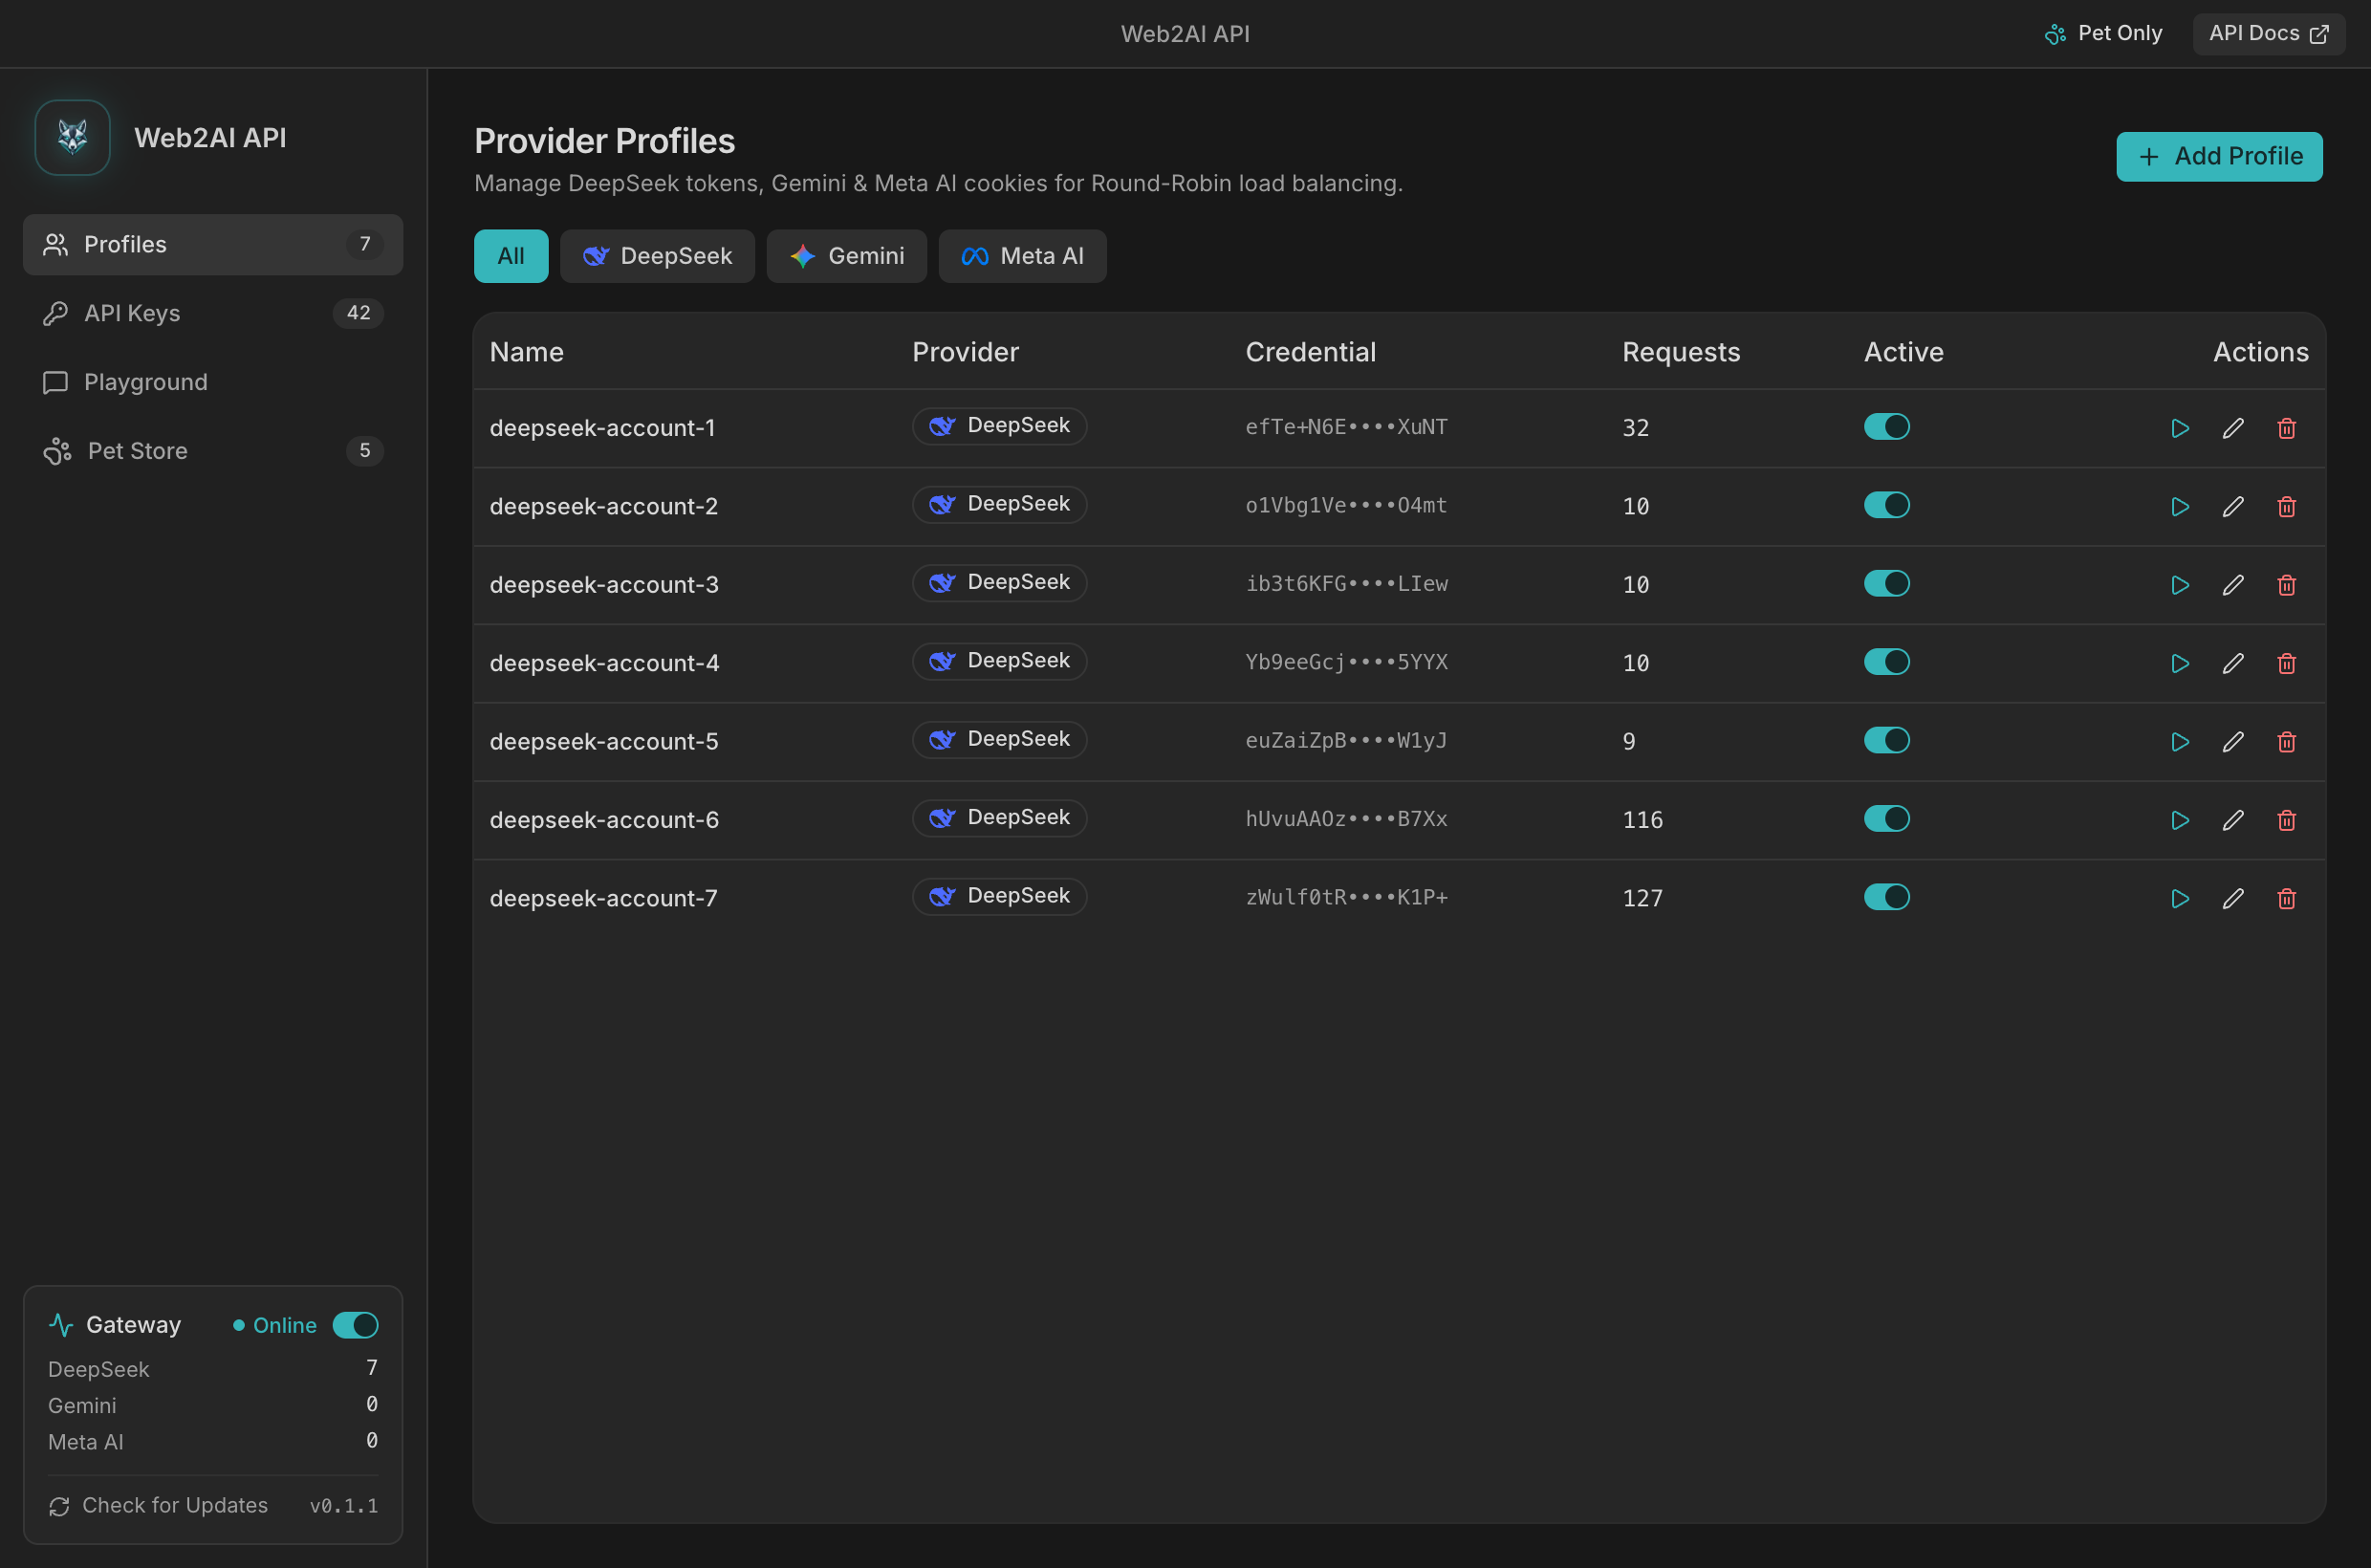 Web2AI API
Pet Only
API Docs
Web2AI API
Profiles 7
API Keys 42
Playground
Pet Store 5
Provider Profiles
Manage DeepSeek tokens, Gemini & Meta AI cookies for Round-Robin load balancing.
Add Profile
All DeepSeek Gemini Meta AI
Name Provider Credential Requests Active Actions
deepseek-account-1 DeepSeek efTe+N6E••••XuNT 32
deepseek-account-2 DeepSeek o1Vbg1Ve••••O4mt 10
deepseek-account-3 DeepSeek ib3t6KFG••••LIew 10
deepseek-account-4 DeepSeek Yb9eeGcj••••5YYX 10
deepseek-account-5 DeepSeek euZaiZpB••••W1yJ 9
deepseek-account-6 DeepSeek hUvuAAOz••••B7Xx 116
deepseek-account-7 DeepSeek zWulf0tR••••K1P+ 127
Gateway Online
DeepSeek 7
Gemini 0
Meta AI 0
Check for Updates v0.1.1